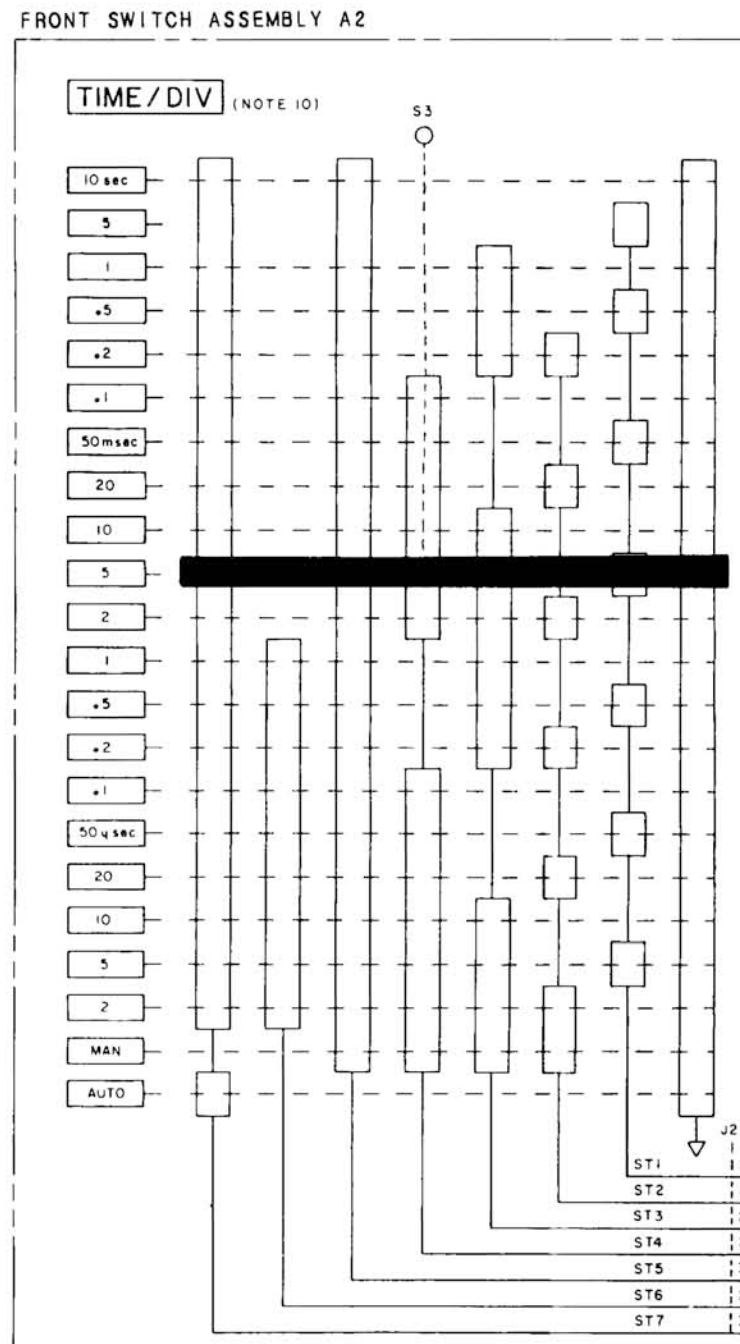 FRONT SWITCH ASSEMBLY A2
TIME/DIV (NOTE 10)
S3
10 sec
5
1
.5
.2
.1
50 msec
20
10
5
2
1
.5
.2
.1
50 μ sec
20
10
5
2
MAN
AUTO
J2
ST1
ST2
ST3
ST4
ST5
ST6
ST7